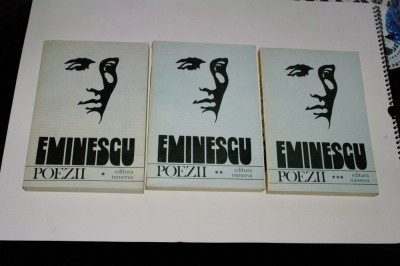 EMINESCU
POEZII * editura
minerva
EMINESCU
POEZII ** editura
minerva
EMINESCU
POEZII *** editura
minerva